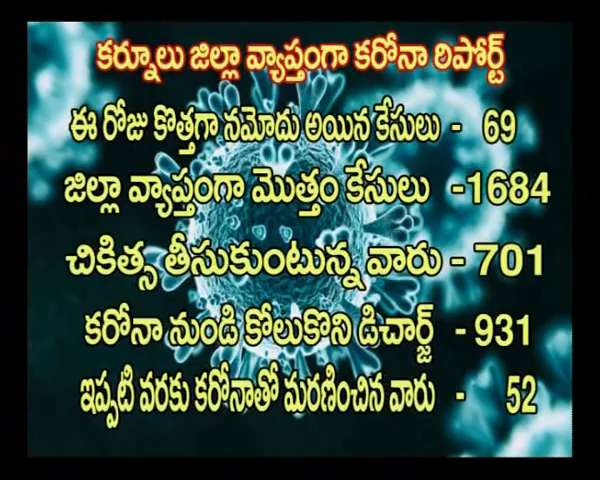 కర్నూలు జిల్లా వ్యాప్తంగా కరోనా రిపోర్ట్
ఈ రోజు కొత్తగా నమోదు అయిన కేసులు - 69
జిల్లా వ్యాప్తంగా మొత్తం కేసులు -1684
చికిత్స తీసుకుంటున్న వారు - 701
కరోనా నుండి కోలుకొని డిచార్జ్ - 931
ఇప్పటి వరకు కరోనాతో మరణించిన వారు - 52